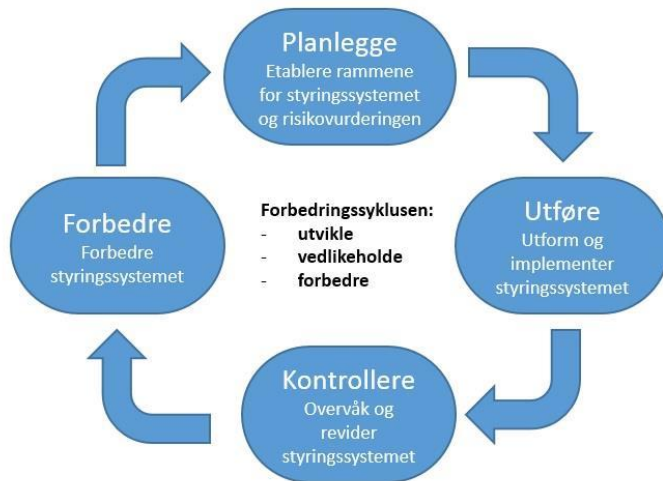 Planlegge
Etablere rammene
for styringssystemet
og risikovurderingen
Forbedre
Forbedre
styringssystemet
Forbedringssyklusen:
- utvikle
- vedlikeholde
- forbedre
Utføre
Utform og
implementer
styringssystemet
Kontrollere
Overvåk og
revider
styringssystemet